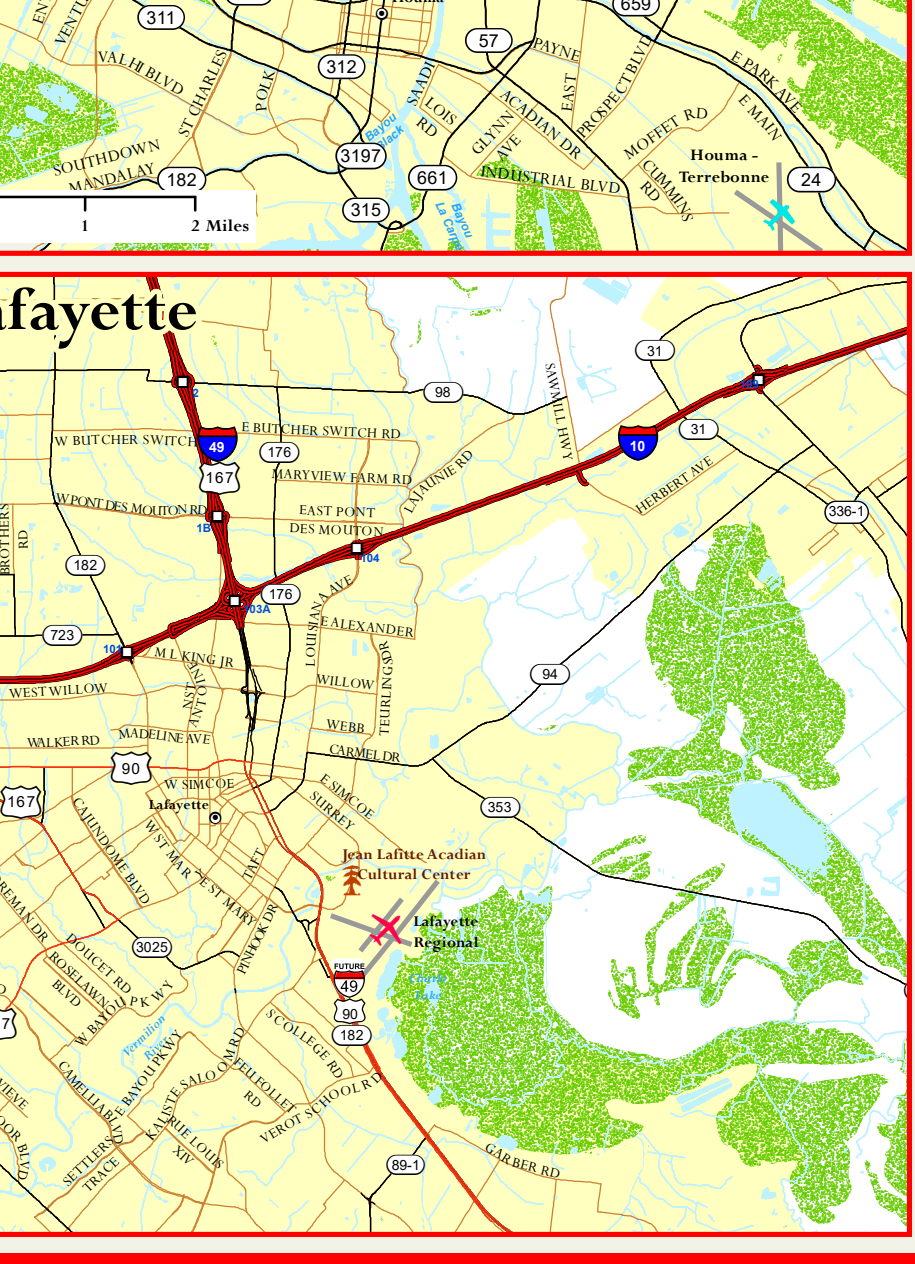 Houma
659
311
57
PAYNE
312
VALHI BLVD
ST CHARLES
POLK
SAADI
EAST
PROSPECT BLVD
E PARK AVE
LOIS
RD
ACADIAN DR
GLYNN
AVE
MOFFET RD
E MAIN
Bayou
Black
3197
Houma -
Terrebonne
SOUTHDOWN
MANDALAY
182
661
INDUSTRIAL BLVD
CUMMINS
RD
24
315
Bayou
1
2 Miles
afayette
31
98
SAWMILL HWY
2
31
W BUTCHER SWITCH
49
E BUTCHER SWITCH RD
10
176
167
MARYVIEW FARM RD
LAJAUNIE RD
HERBERT AVE
W PONT DES MOUTON RD
EAST PONT
DES MOUTON
336-1
1B
BROTHERS
RD
104
182
176
103A
LOUISIANA AVE
723
E ALEXANDER
101
M L KING JR
94
WEST WILLOW
ST
ANTOINE
WILLOW
TEURLINGS DR
WALKER RD
MADELINE AVE
WEBB
CARMEL DR
90
W SIMCOE
E SIMCOE
167
Lafayette
SURREY
353
CAJUNDOME BLVD
W ST MARY
E ST MARY
TAFT
Jean Lafitte Acadian
Cultural Center
Lafayette
Regional
PINHOOK DR
3025
DOUCET RD
ROSELAWN
BLVD
FUTURE
49
Lake
90
W BAYOU PKWY
182
Vermilion
River
S COLLEGE RD
E BAYOU PKWY
KALISTE SALOOM RD
FEILFOLLET
RD
CAMELLIA BLVD
VEROT SCHOOL RD
RUE LOUIS
XIV
SETTLERS
TRACE
89-1
GARBER RD